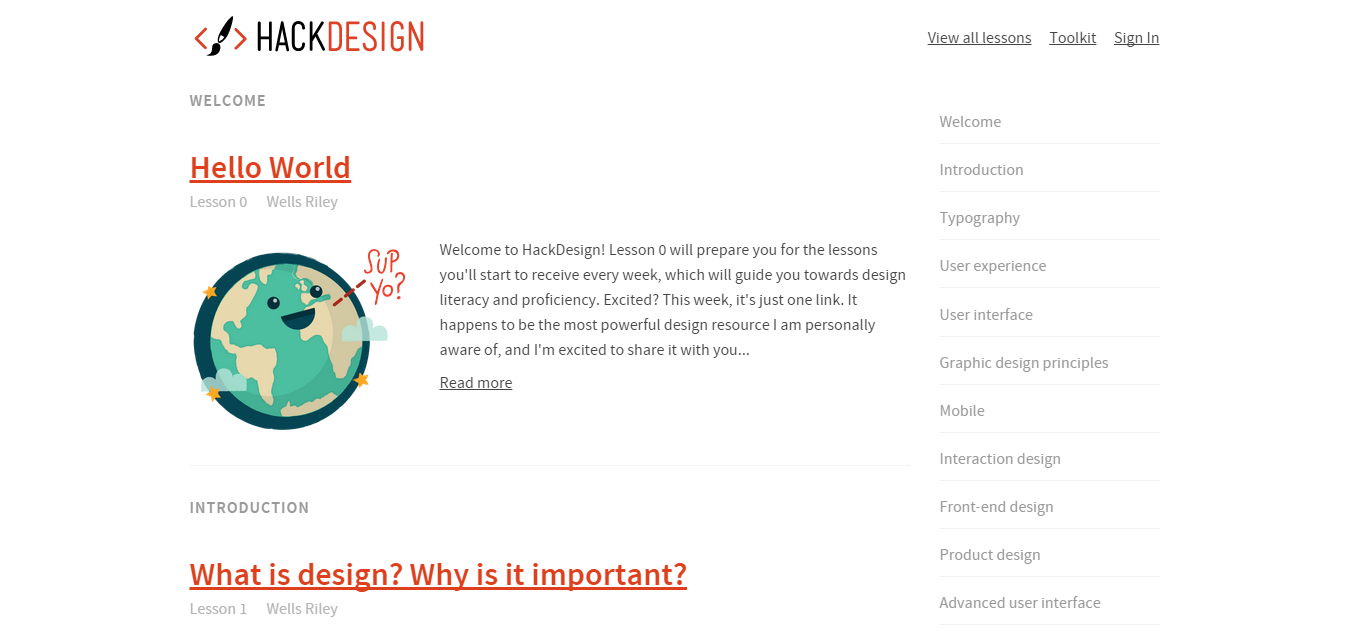 HACKDESIGN
View all lessons Toolkit Sign In
WELCOME
Hello World
Lesson 0 Wells Riley
SUP YO?
Welcome to HackDesign! Lesson 0 will prepare you for the lessons
you'll start to receive every week, which will guide you towards design
literacy and proficiency. Excited? This week, it's just one link. It
happens to be the most powerful design resource I am personally
aware of, and I'm excited to share it with you...
Read more
INTRODUCTION
What is design? Why is it important?
Lesson 1 Wells Riley
Welcome
Introduction
Typography
User experience
User interface
Graphic design principles
Mobile
Interaction design
Front-end design
Product design
Advanced user interface